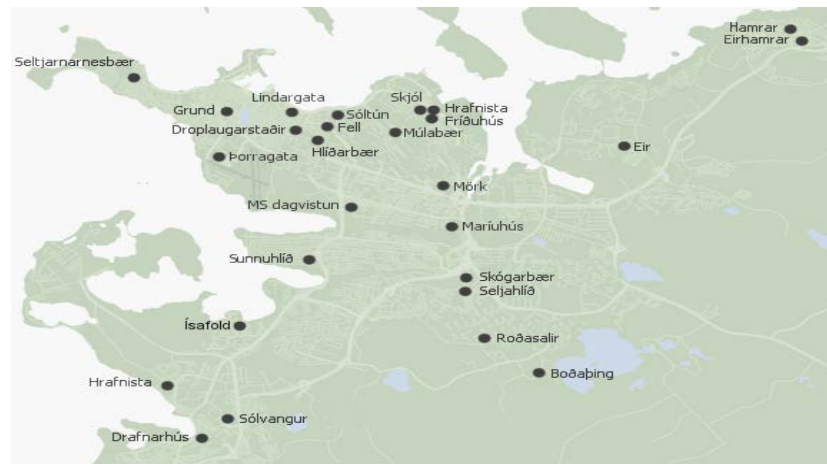 Hamrar
Eirhamrar
Seltjarnarnesbær
Skjól
Lindargata
Grund
Hrafnista
Sóltún
Fríðuhús
Droplaugarstaðir
Fell
Múlabær
Hlíðarbær
Eir
Þorragata
Mörk
MS dagvistun
Maríuhús
Sunnuhlíð
Skógarbær
Seljahlíð
Ísafold
Roðasalir
Boðaþing
Hrafnista
Sólvangur
Drafnarhús